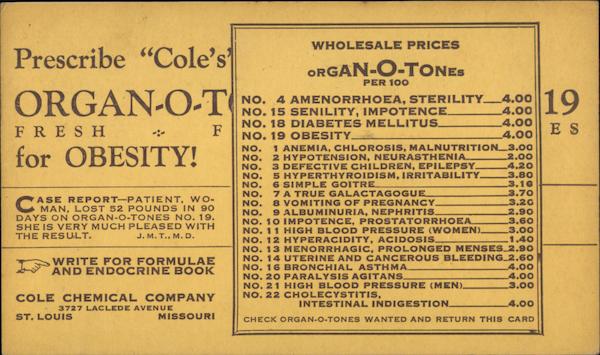 Prescribe "Cole's"
ORGAN-O-T
19
FRESH F
ES
for OBESITY!
CASE REPORT—PATIENT, WO-
MAN, LOST 52 POUNDS IN 90
DAYS ON ORGAN-O-TONES NO. 19.
SHE IS VERY MUCH PLEASED WITH
THE RESULT. J.M.T., M.D.
WRITE FOR FORMULAE
AND ENDOCRINE BOOK
COLE CHEMICAL COMPANY
3727 LACLEDE AVENUE
ST. LOUIS MISSOURI
WHOLESALE PRICES
ORGAN-O-TONES
PER 100
NO. 4 AMENORRHOEA, STERILITY 4.00
NO. 15 SENILITY, IMPOTENCE 4.00
NO. 18 DIABETES MELLITUS 4.00
NO. 19 OBESITY 4.00
NO. 1 ANEMIA, CHLOROSIS, MALNUTRITION 3.00
NO. 2 HYPOTENSION, NEURASTHENIA 2.00
NO. 3 DEFECTIVE CHILDREN, EPILEPSY 4.20
NO. 5 HYPERTHYROIDISM, IRRITABILITY 3.80
NO. 6 SIMPLE GOITRE 3.16
NO. 7 A TRUE GALACTAGOGUE 3.70
NO. 8 VOMITING OF PREGNANCY 3.26
NO. 9 ALBUMINURIA, NEPHRITIS 2.90
NO. 10 IMPOTENCE, PROSTATORRHOEA 3.60
NO. 11 HIGH BLOOD PRESSURE (WOMEN) 3.00
NO. 12 HYPERACIDITY, ACIDOSIS 1.40
NO. 13 MENORRHAGIC, PROLONGED MENSES 2.90
NO. 14 UTERINE AND CANCEROUS BLEEDING 2.60
NO. 16 BRONCHIAL ASTHMA 4.00
NO. 20 PARALYSIS AGITANS 4.00
NO. 21 HIGH BLOOD PRESSURE (MEN) 3.00
NO. 22 CHOLECYSTITIS,
INTESTINAL INDIGESTION 4.00
CHECK ORGAN-O-TONES WANTED AND RETURN THIS CARD